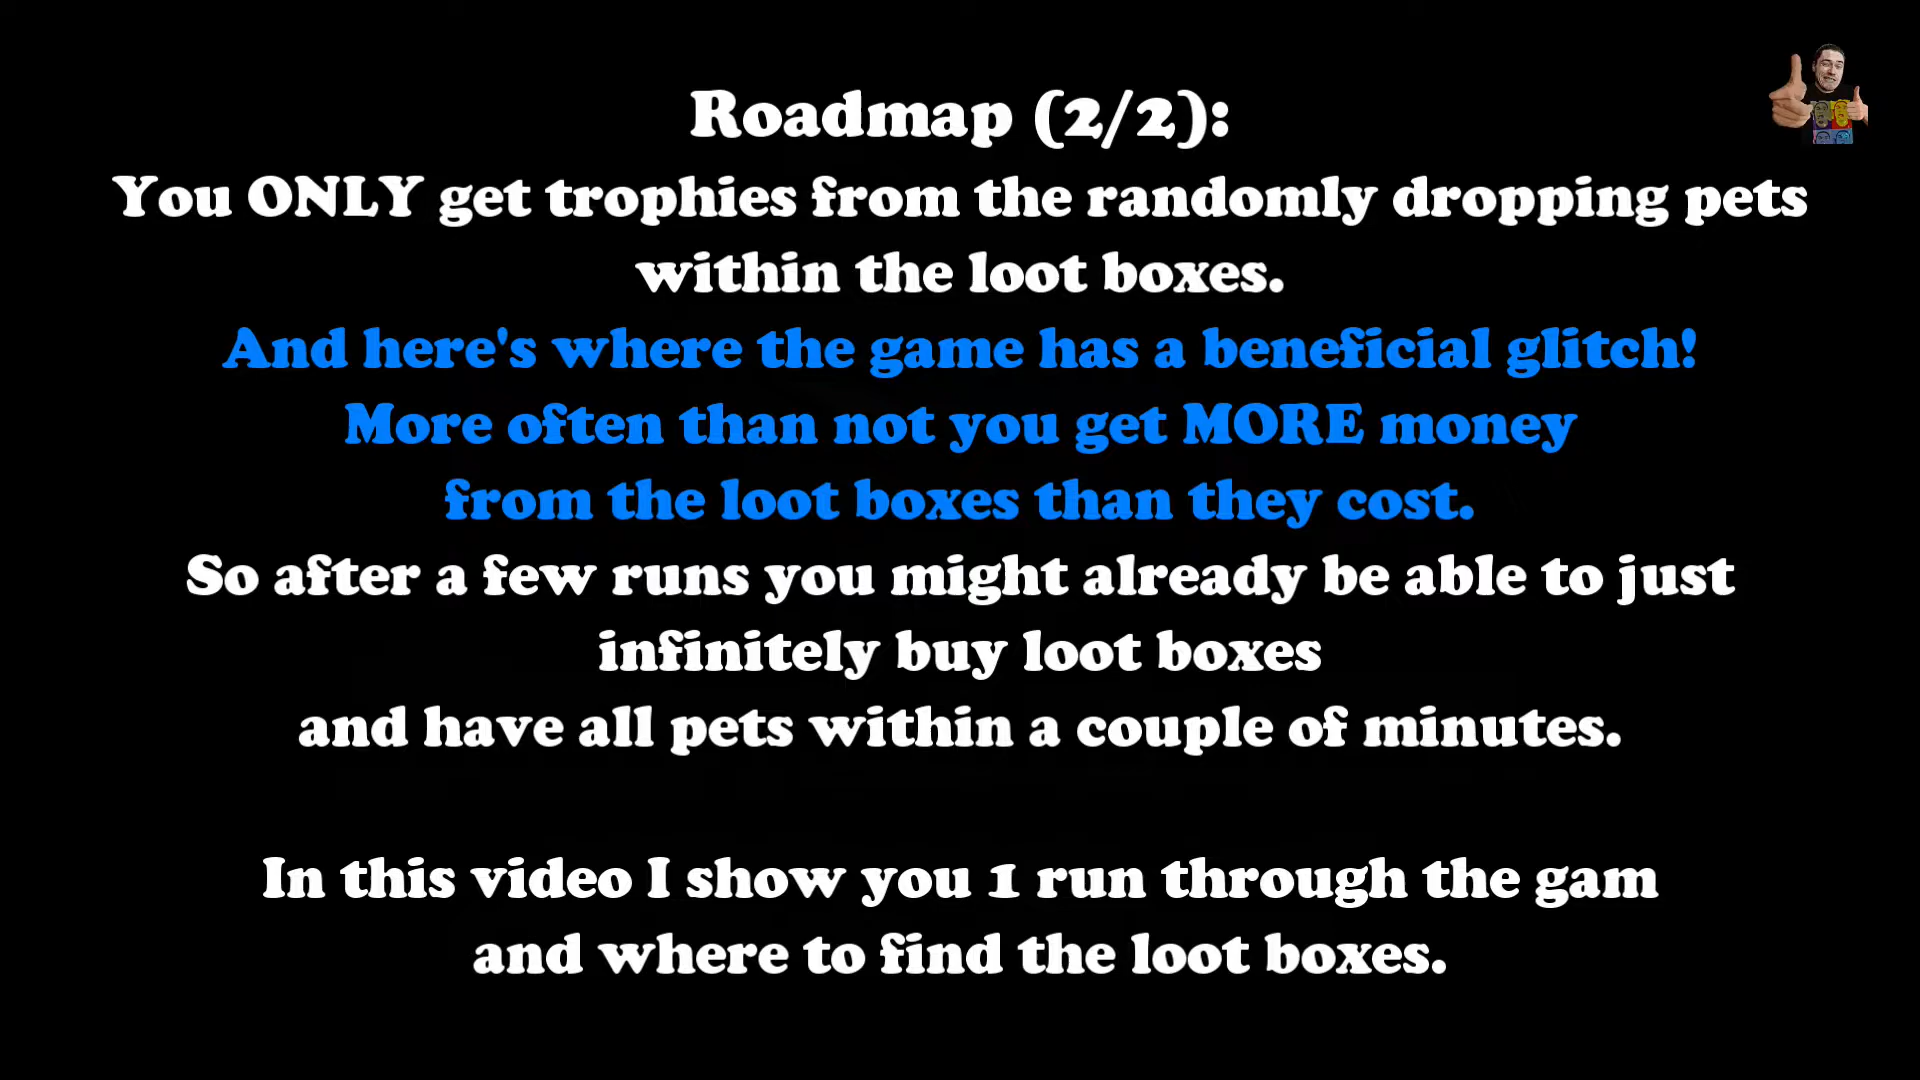 Roadmap (2/2):
You ONLY get trophies from the randomly dropping pets
within the loot boxes.
And here's where the game has a beneficial glitch!
More often than not you get MORE money
from the loot boxes than they cost.
So after a few runs you might already be able to just
infinitely buy loot boxes
and have all pets within a couple of minutes.
In this video I show you 1 run through the gam
and where to find the loot boxes.